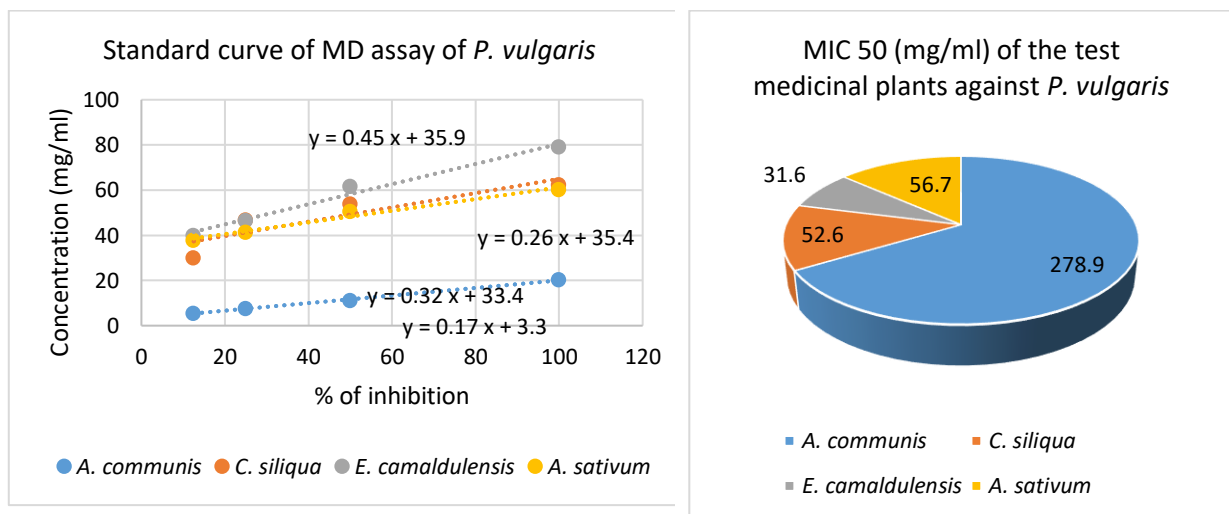 Standard curve of MD assay of P. vulgaris
Concentration (mg/ml)
100
80
60
40
20
0
y = 0.45 x + 35.9
y = 0.26 x + 35.4
y = 0.32 x + 33.4
y = 0.17 x + 3.3
0 20 40 60 80 100 120
% of inhibition
A. communis C. siliqua E. camaldulensis A. sativum
MIC 50 (mg/ml) of the test
medicinal plants against P. vulgaris
31.6
56.7
52.6
278.9
A. communis C. siliqua
E. camaldulensis A. sativum